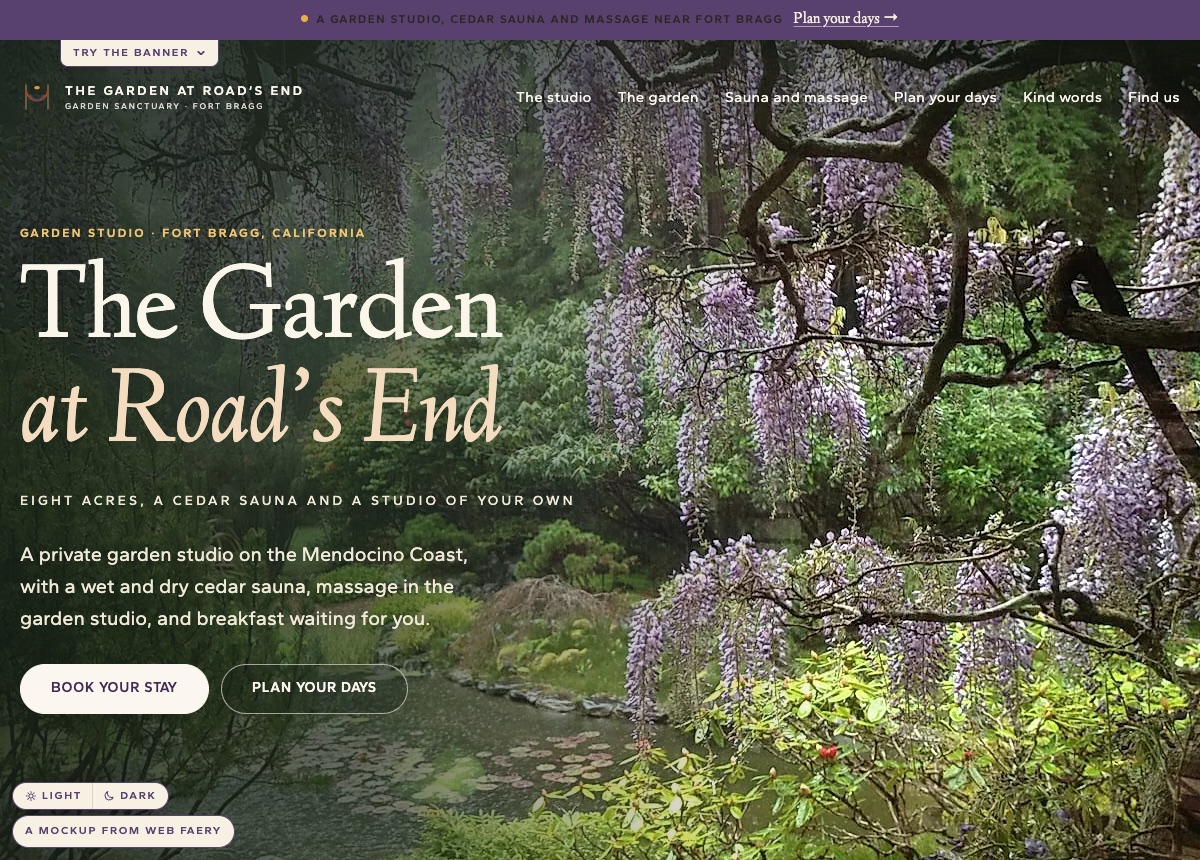 A GARDEN STUDIO, CEDAR SAUNA AND MASSAGE NEAR FORT BRAGG Plan your days →
TRY THE BANNER
THE GARDEN AT ROAD'S END
GARDEN SANCTUARY · FORT BRAGG
The studio The garden Sauna and massage Plan your days Kind words Find us
GARDEN STUDIO · FORT BRAGG, CALIFORNIA
The Garden
at Road's End
EIGHT ACRES, A CEDAR SAUNA AND A STUDIO OF YOUR OWN
A private garden studio on the Mendocino Coast,
with a wet and dry cedar sauna, massage in the
garden studio, and breakfast waiting for you.
BOOK YOUR STAY PLAN YOUR DAYS
LIGHT DARK
A MOCKUP FROM WEB FAERY